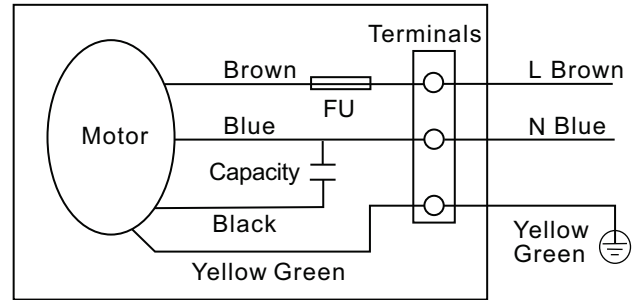 Terminals
Brown
L Brown
FU
Motor
Blue
N Blue
Capacity
Black
Yellow
Green
Yellow Green